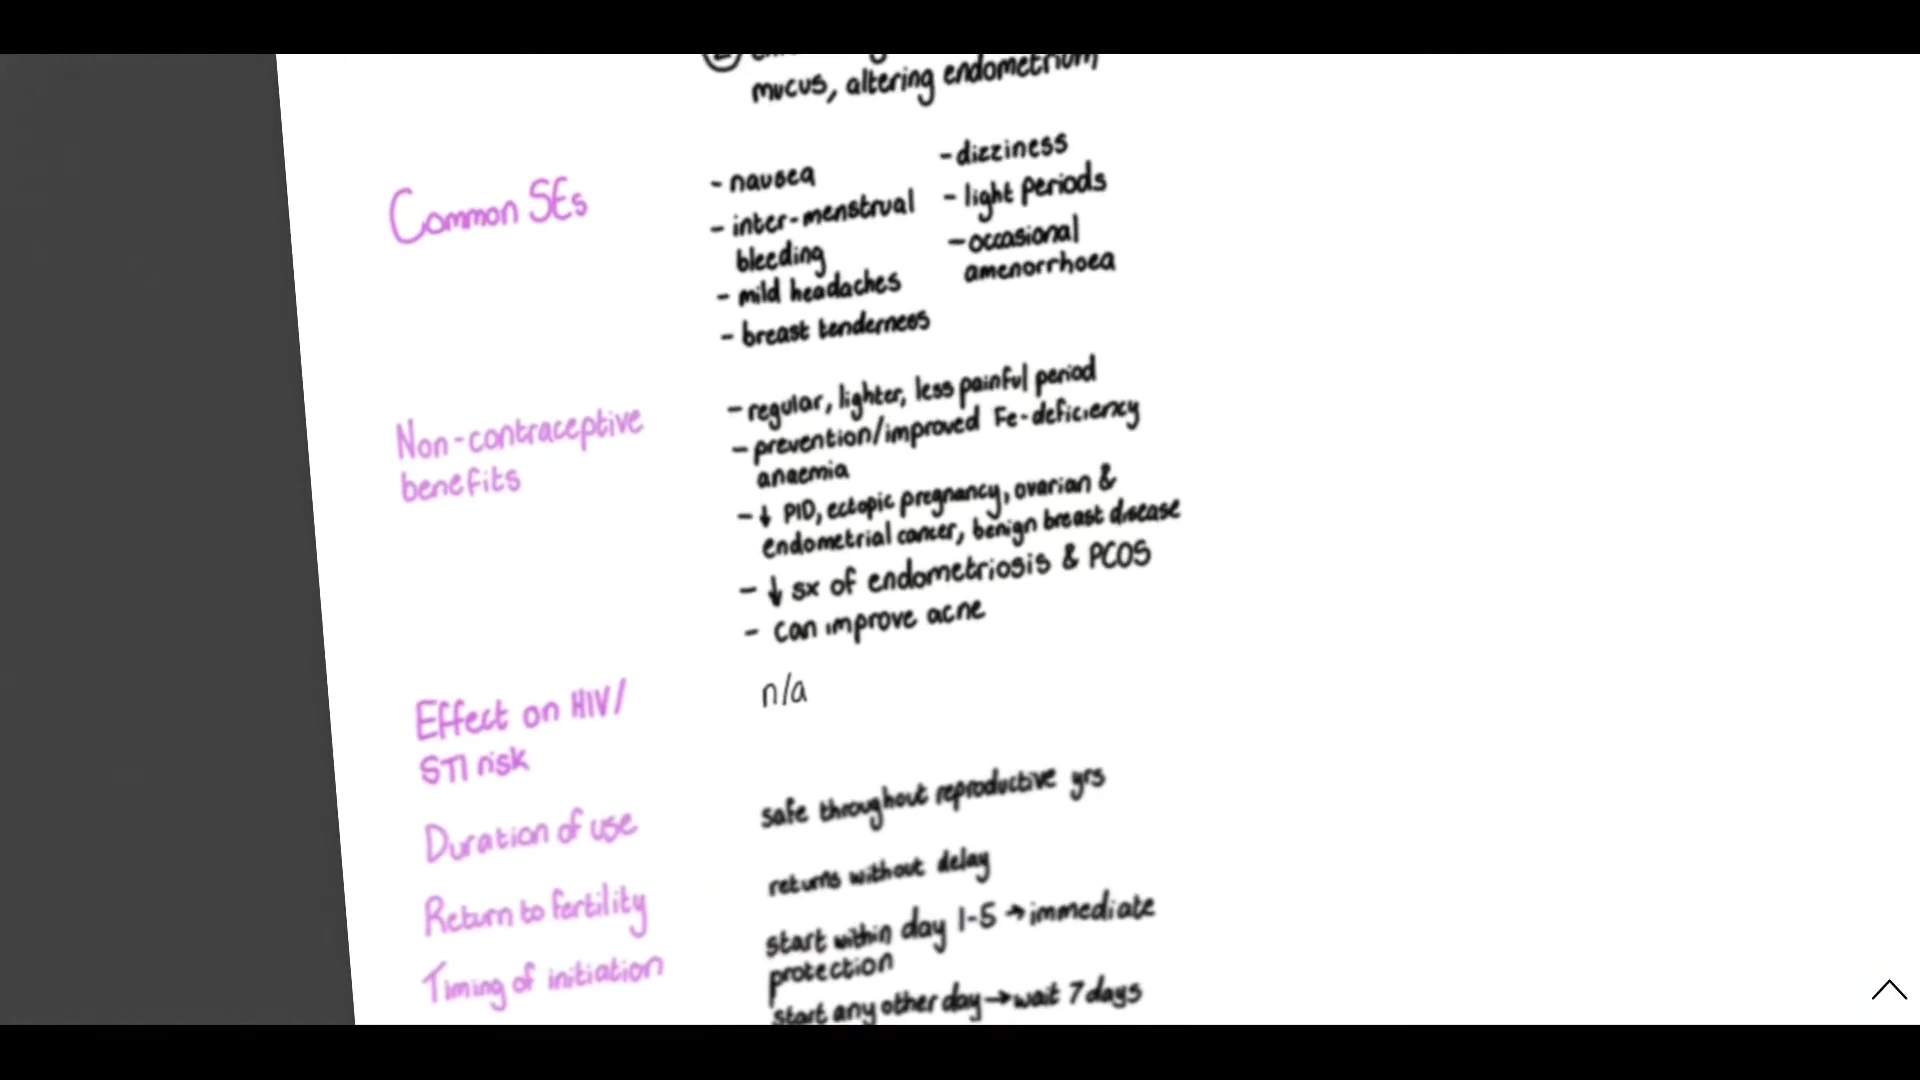 mucus, altering endometrium
Common SEs
- nausea
- inter-menstrual
bleeding
- mild headaches
- breast tenderness
- dizziness
- light periods
- occasional
amenorrhoea
Non-contraceptive
benefits
- regular, lighter, less painful period
- prevention/improved Fe-deficiency
anaemia
- ↓ PID, ectopic pregnancy, ovarian &
endometrial cancer, benign breast disease
- ↓ sx of endometriosis & PCOS
- can improve acne
Effect on HIV/
STI risk
n/a
Duration of use
safe throughout reproductive yrs
Return to fertility
returns without delay
Timing of initiation
start within day 1-5 → immediate
protection
start any other day → wait 7 days